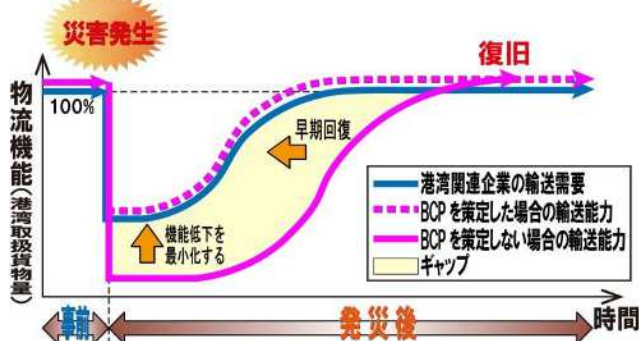 災害発生
復旧
100%
物流機能(港湾取扱貨物量)
早期回復
機能低下を
最小化する
港湾関連企業の輸送需要
BCPを策定した場合の輸送能力
BCPを策定しない場合の輸送能力
ギャップ
時間
事前
発災後